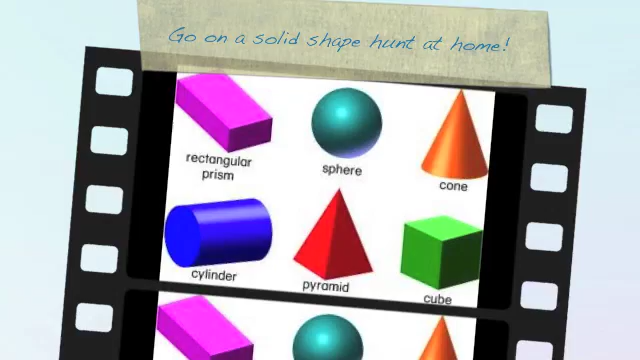 Go on a solid shape hunt at home!
rectangular
prism
sphere
cone
cylinder
pyramid
cube